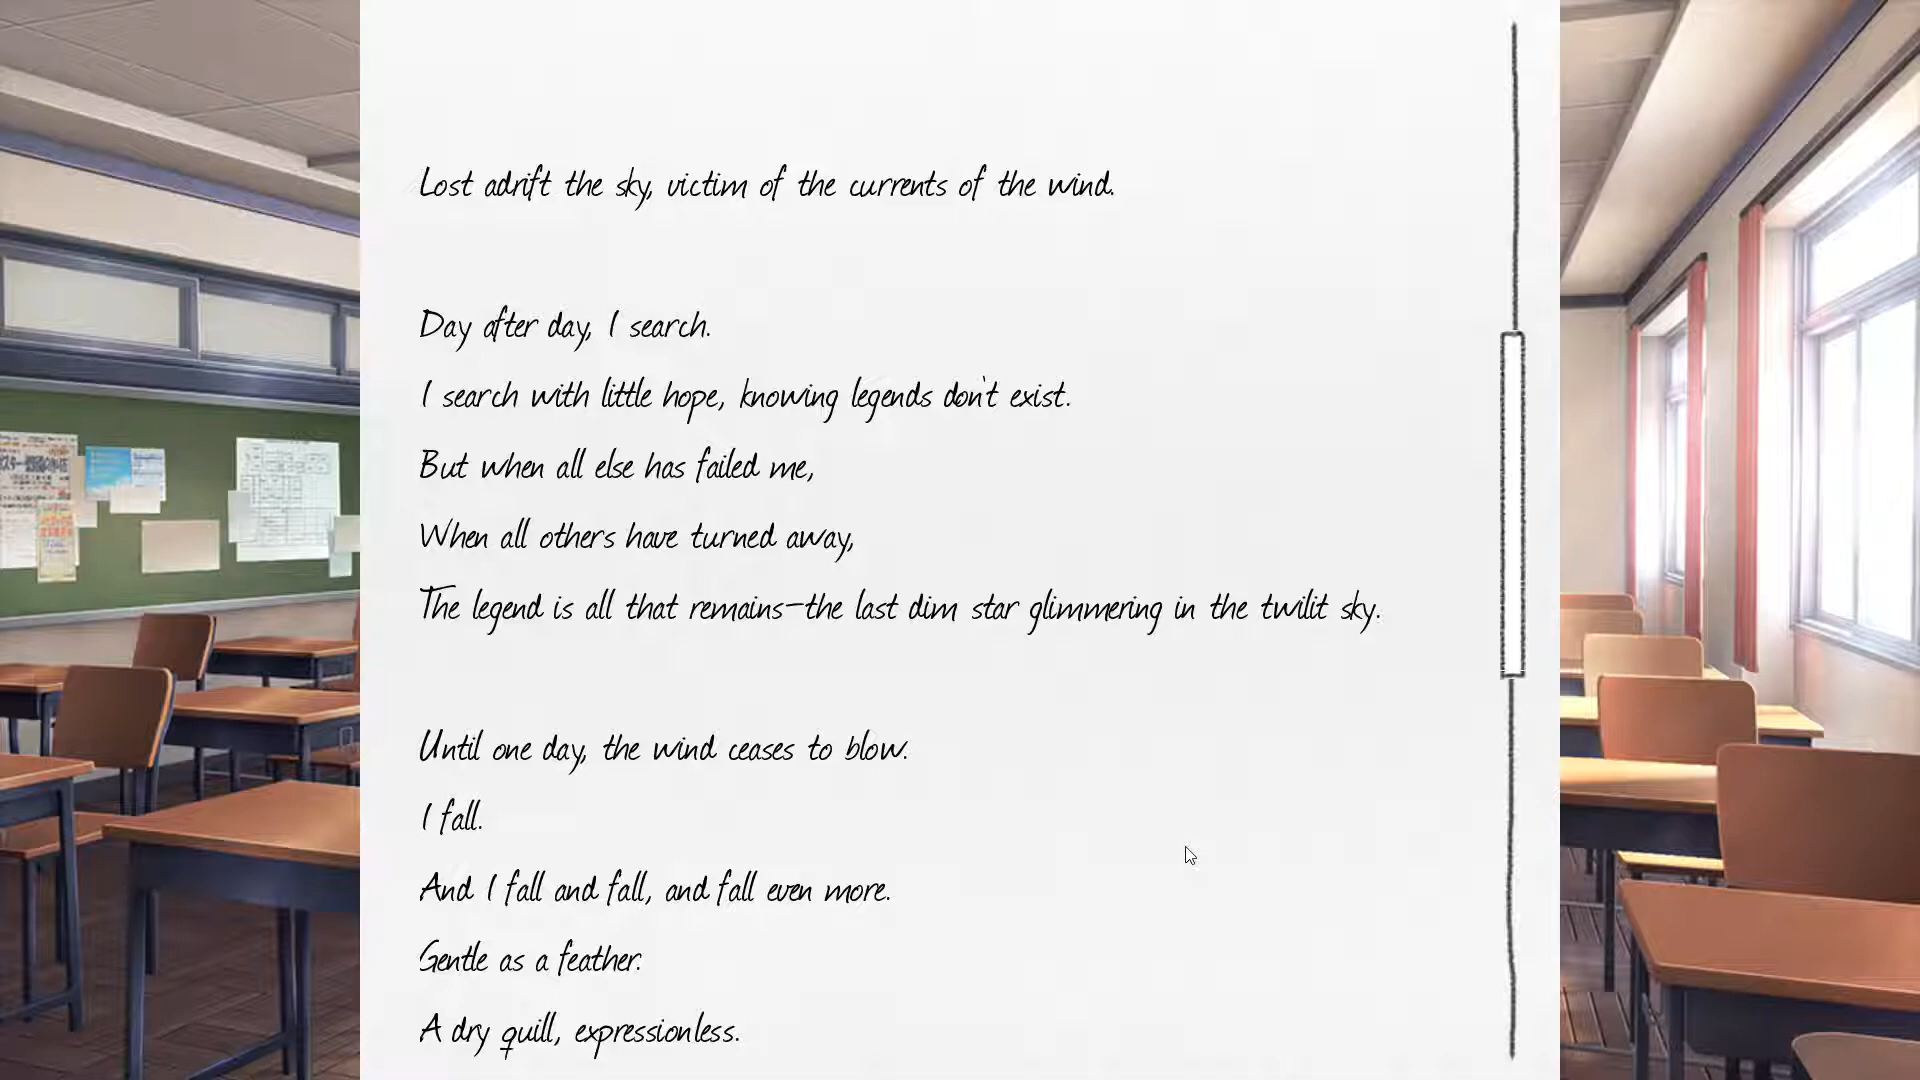 Lost adrift the sky, victim of the currents of the wind.
Day after day, I search.
I search with little hope, knowing legends don't exist.
But when all else has failed me,
When all others have turned away,
The legend is all that remains—the last dim star glimmering in the twilit sky.
Until one day, the wind ceases to blow.
I fall.
And I fall and fall, and fall even more.
Gentle as a feather.
A dry quill, expressionless.